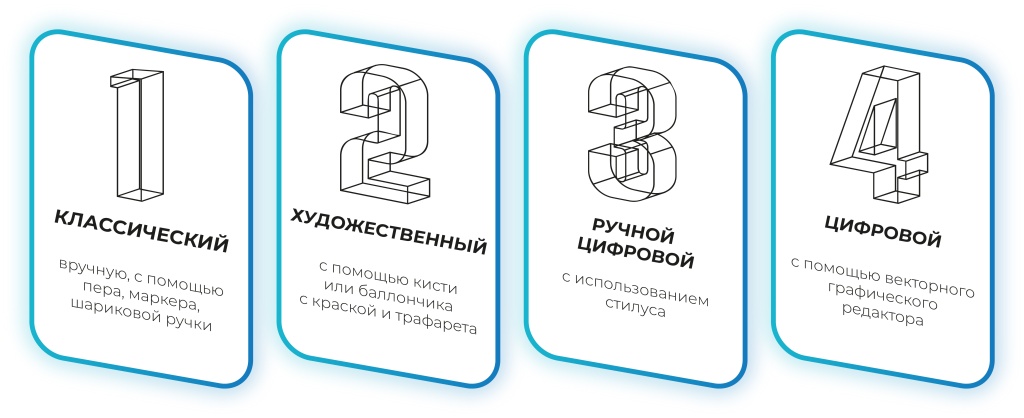 1
КЛАССИЧЕСКИЙ
вручную, с помощью
пера, маркера,
шариковой ручки
2
ХУДОЖЕСТВЕННЫЙ
с помощью кисти
или баллончика
с краской и трафарета
3
РУЧНОЙ
ЦИФРОВОЙ
с использованием
стилуса
4
ЦИФРОВОЙ
с помощью векторного
графического
редактора